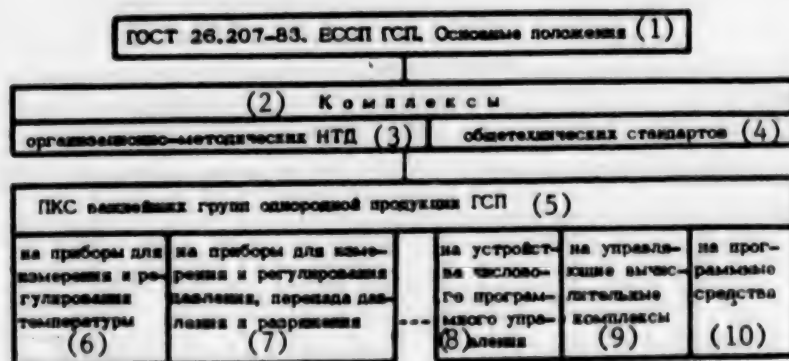 ГОСТ 26.207-83. ЕССП ГСП. Основные положения (1)
(2) Комплексы
организационно-методических НТД (3)
общетехнических стандартов (4)
ПКС важнейших групп однородной продукции ГСП (5)
на приборы для
измерения и ре-
гулирования
температуры
(6)
на приборы для изме-
рения и регулирования
давления, перепада дав-
ления и разряжения
(7)
---
на устройст-
ва числово-
го програм-
много упра-
(8) вления
на управля-
ющие вычис-
лительные
комплексы
(9)
на прог-
раммные
средства
(10)